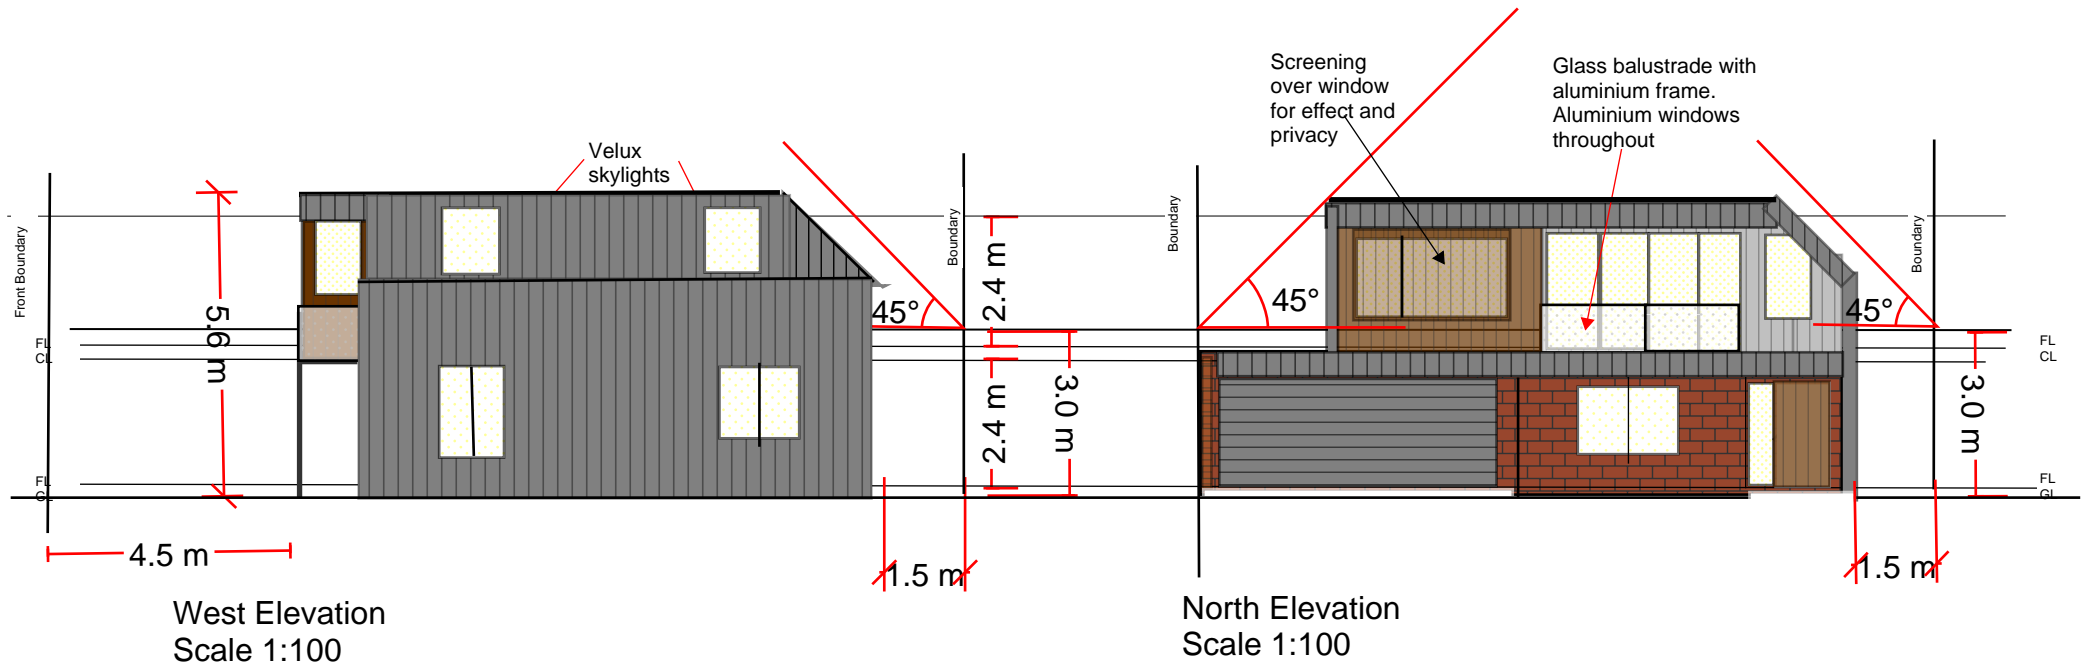 Velux
skylights
Screening
over window
for effect and
privacy
Glass balustrade with
aluminium frame.
Aluminium windows
throughout
Front Boundary
5.6 m
FL
CL
FL
GL
45°
Boundary
2.4 m
2.4 m
3.0 m
4.5 m
1.5 m
West Elevation
Scale 1:100
Boundary
45°
45°
Boundary
FL
CL
3.0 m
FL
GL
1.5 m
North Elevation
Scale 1:100